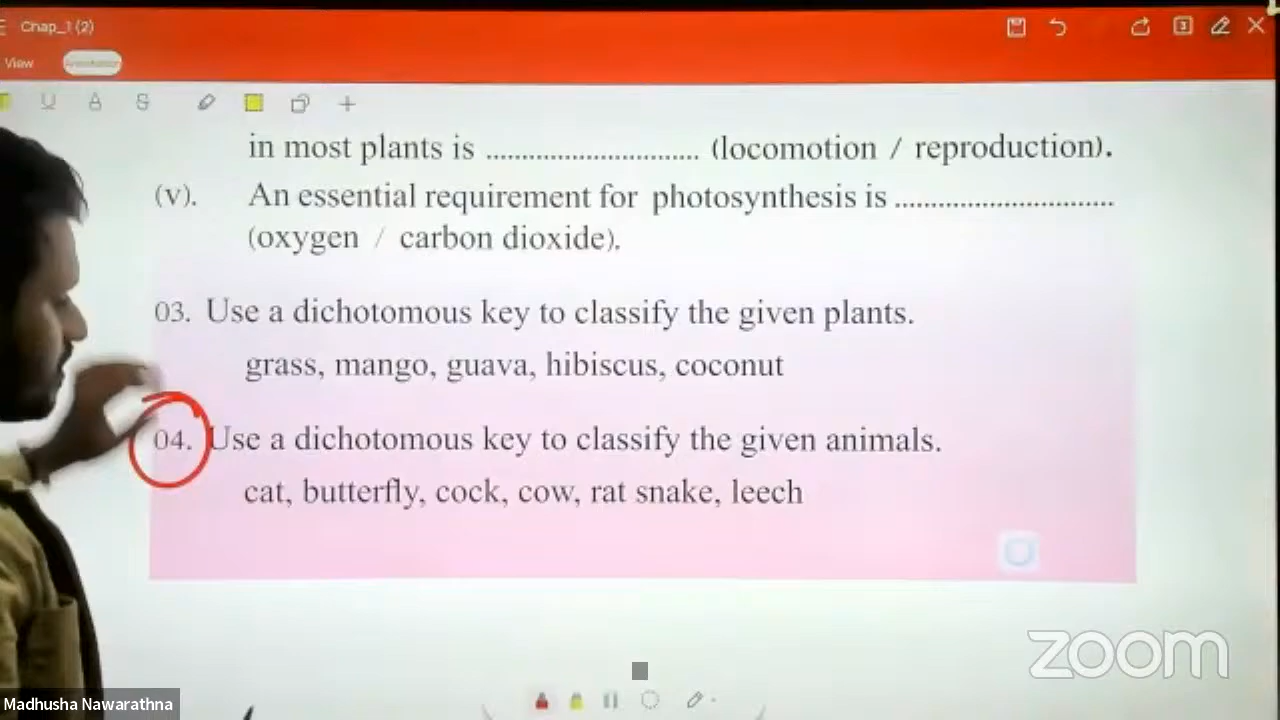 Chap_1 (2)
View
in most plants is .............................. (locomotion / reproduction).
(v). An essential requirement for photosynthesis is ...............................
(oxygen / carbon dioxide).
03. Use a dichotomous key to classify the given plants.
grass, mango, guava, hibiscus, coconut
04. Use a dichotomous key to classify the given animals.
cat, butterfly, cock, cow, rat snake, leech
zoom
Madhusha Nawarathna